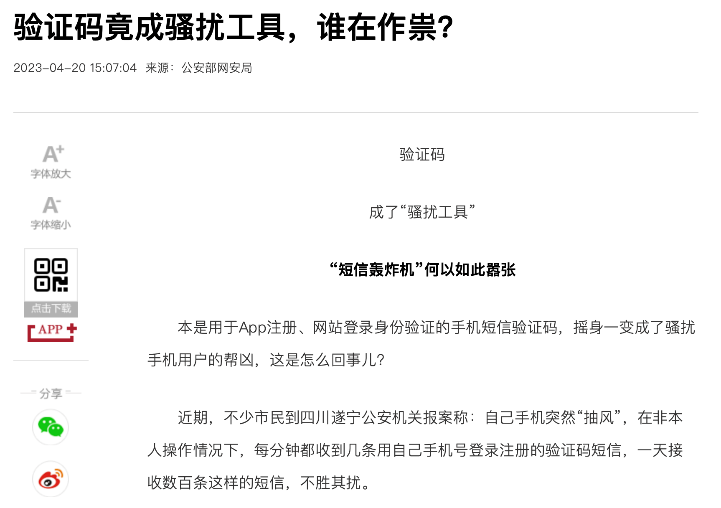 验证码竟成骚扰工具，谁在作祟？
2023-04-20 15:07:04 来源：公安部网安局
A+
字体放大
A-
字体缩小
点击下载
APP +
分享
验证码
成了“骚扰工具”
“短信轰炸机”何以如此嚣张
本是用于App注册、网站登录身份验证的手机短信验证码，摇身一变成了骚扰
手机用户的帮凶，这是怎么回事儿？
近期，不少市民到四川遂宁公安机关报案称：自己手机突然“抽风”，在非本
人操作情况下，每分钟都收到几条用自己手机号登录注册的验证码短信，一天接
收数百条这样的短信，不胜其扰。